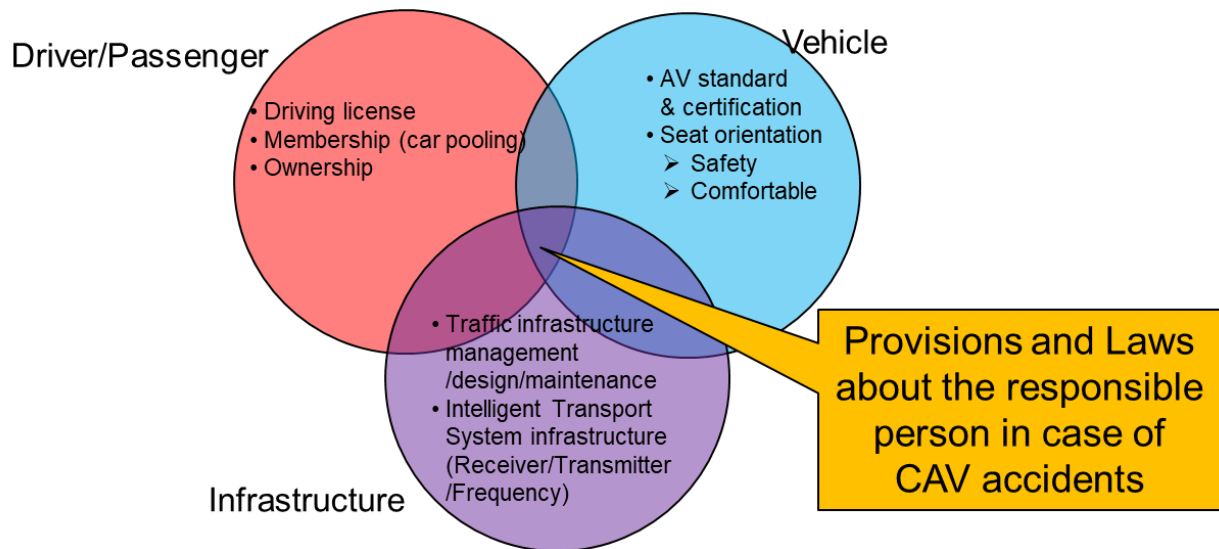 Driver/Passenger
• Driving license
• Membership (car pooling)
• Ownership
Vehicle
• AV standard
& certification
• Seat orientation
➢ Safety
➢ Comfortable
• Traffic infrastructure
management
/design/maintenance
• Intelligent Transport
System infrastructure
(Receiver/Transmitter
/Frequency)
Infrastructure
Provisions and Laws
about the responsible
person in case of
CAV accidents